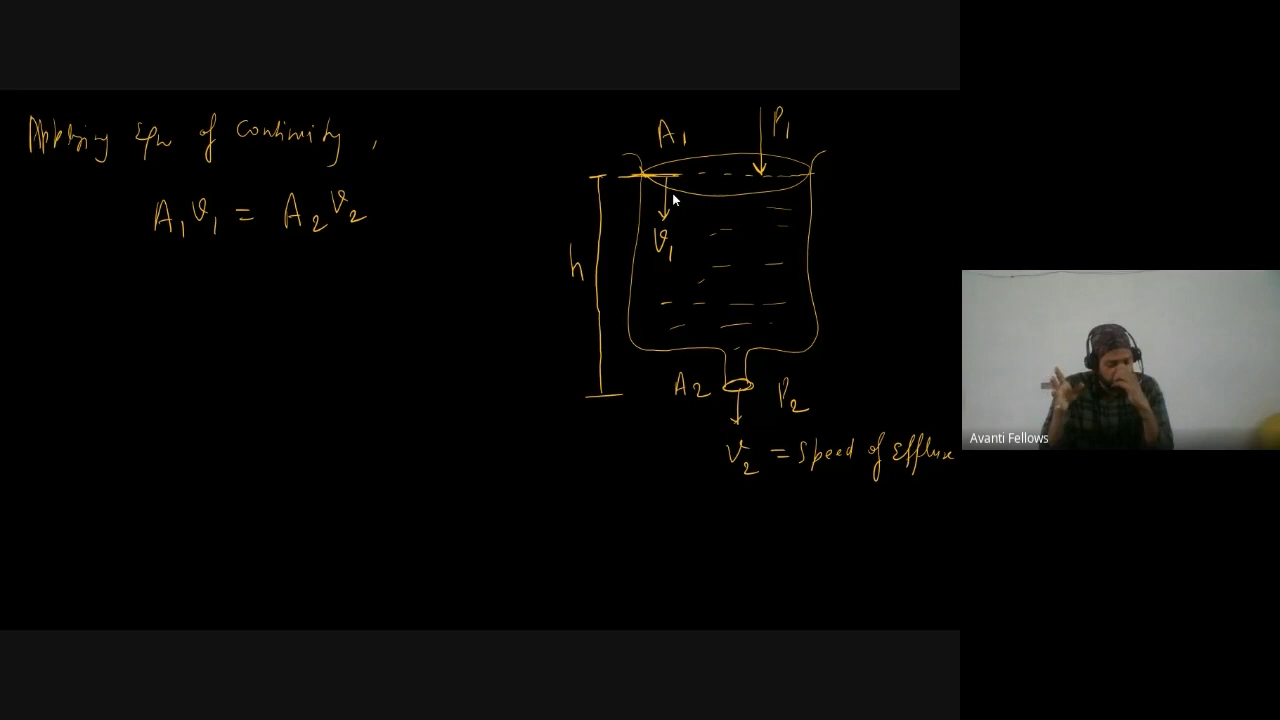 Applying Eqn of Continuity,
A₁v₁ = A₂v₂
A₁
P₁
h
v₁
A₂
P₂
v₂ = Speed of Efflux
Avanti Fellows